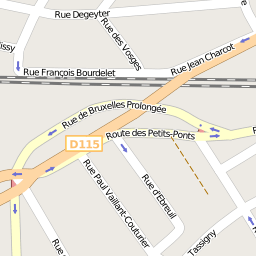 Rue Degeyter
issy
Rue des Vosges
Rue Jean Charcot
Rue François Bourdelet
Rue de Bruxelles Prolongée
Route des Petits-Ponts
D115
Rue Paul Vaillant-Couturier
Rue d'Ebreuil
Tassigny